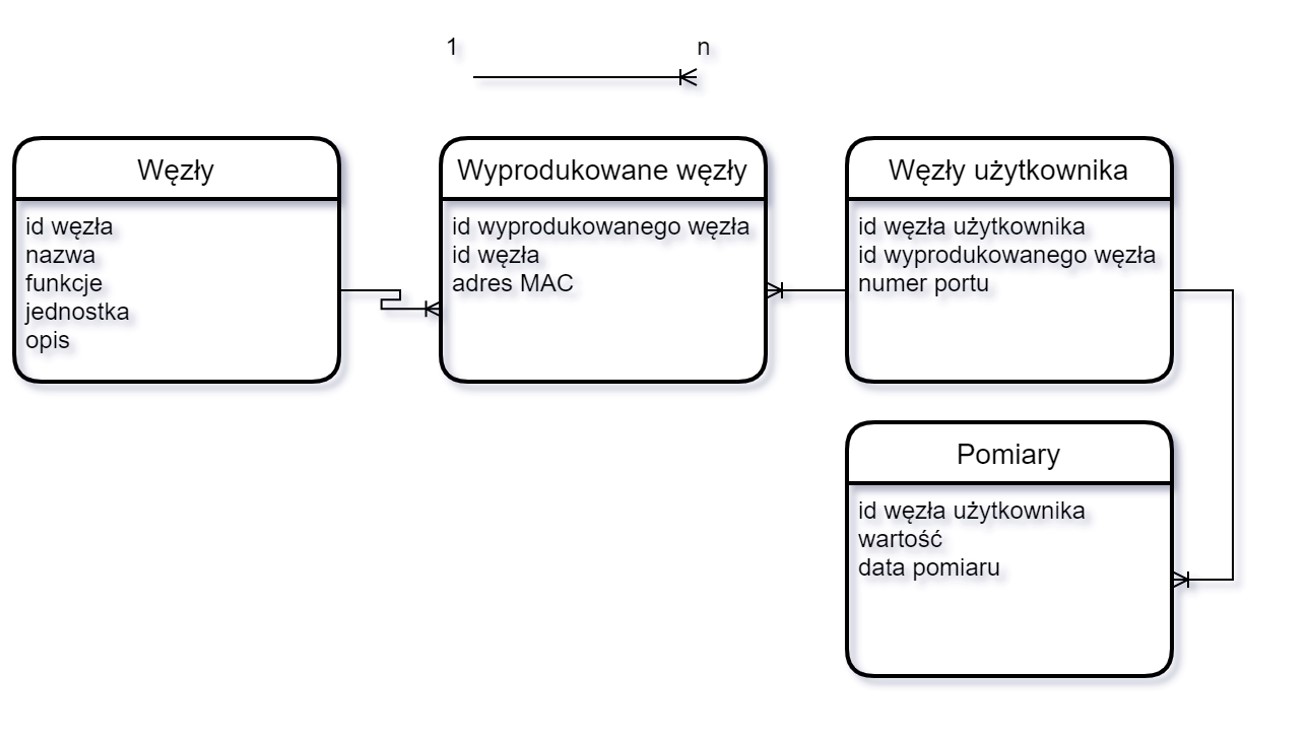 1 n
Węzły
id węzła
nazwa
funkcje
jednostka
opis
Wyprodukowane węzły
id wyprodukowanego węzła
id węzła
adres MAC
Węzły użytkownika
id węzła użytkownika
id wyprodukowanego węzła
numer portu
Pomiary
id węzła użytkownika
wartość
data pomiaru